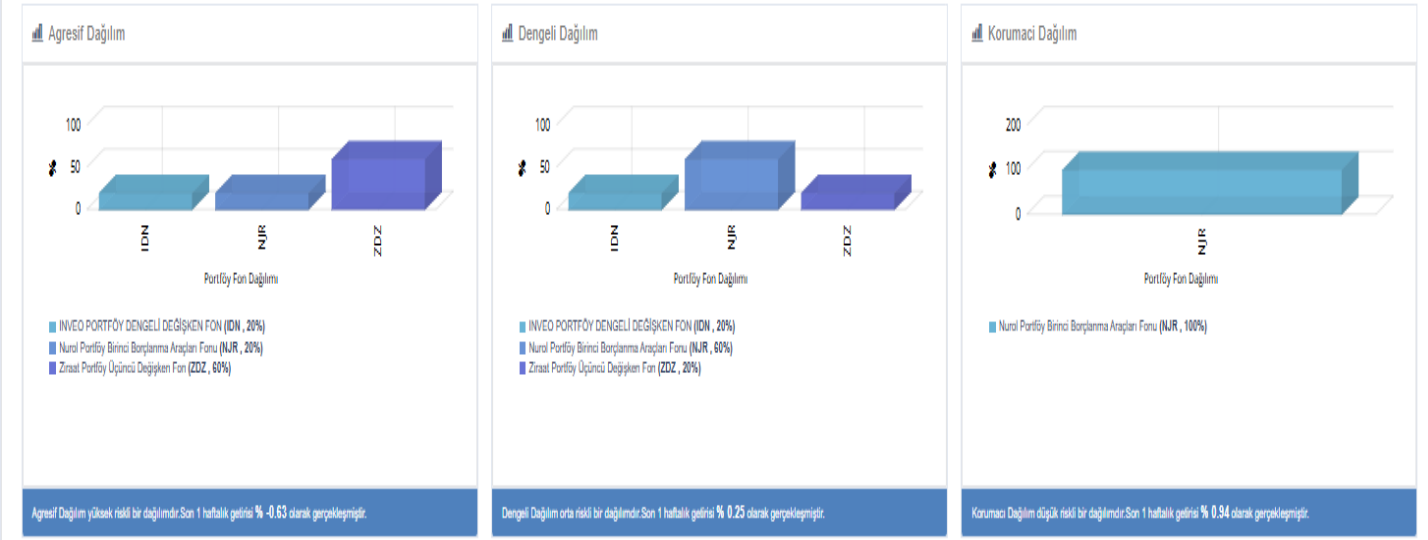 Agresif Dağılım
100
50
0
%
IDN
NJR
ZDZ
Portföy Fon Dağılımı
INVEO PORTFÖY DENGELİ DEĞİŞKEN FON (IDN , 20%)
Nurol Portföy Birinci Borçlanma Araçları Fonu (NJR , 20%)
Ziraat Portföy Üçüncü Değişken Fon (ZDZ , 60%)
Agresif Dağılım yüksek riskli bir dağılımdır.Son 1 haftalık getirisi % -0.63 olarak gerçekleşmiştir.
Dengeli Dağılım
100
50
0
%
IDN
NJR
ZDZ
Portföy Fon Dağılımı
INVEO PORTFÖY DENGELİ DEĞİŞKEN FON (IDN , 20%)
Nurol Portföy Birinci Borçlanma Araçları Fonu (NJR , 60%)
Ziraat Portföy Üçüncü Değişken Fon (ZDZ , 20%)
Dengeli Dağılım orta riskli bir dağılımdır.Son 1 haftalık getirisi % 0.25 olarak gerçekleşmiştir.
Korumaci Dağılım
200
100
0
%
NJR
Portföy Fon Dağılımı
Nurol Portföy Birinci Borçlanma Araçları Fonu (NJR , 100%)
Korumacı Dağılım düşük riskli bir dağılımdır.Son 1 haftalık getirisi % 0.94 olarak gerçekleşmiştir.